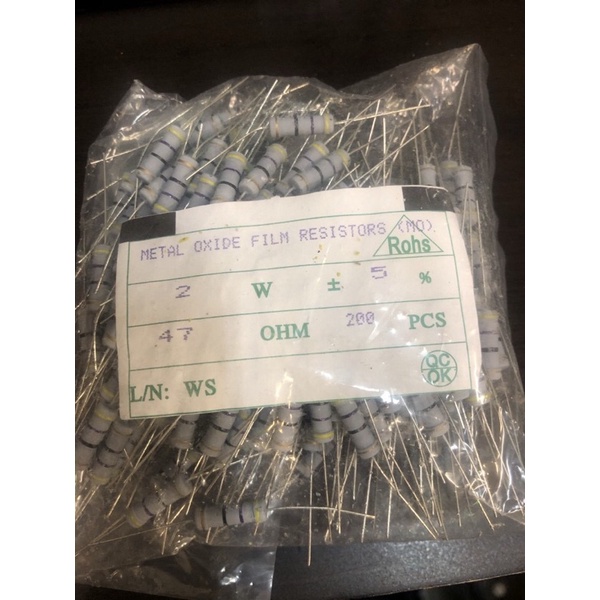 METAL OXIDE FILM RESISTORS (MO).
Rohs
2 W ± 5 %
47 OHM 200 PCS
L/N: WS
QC
OK